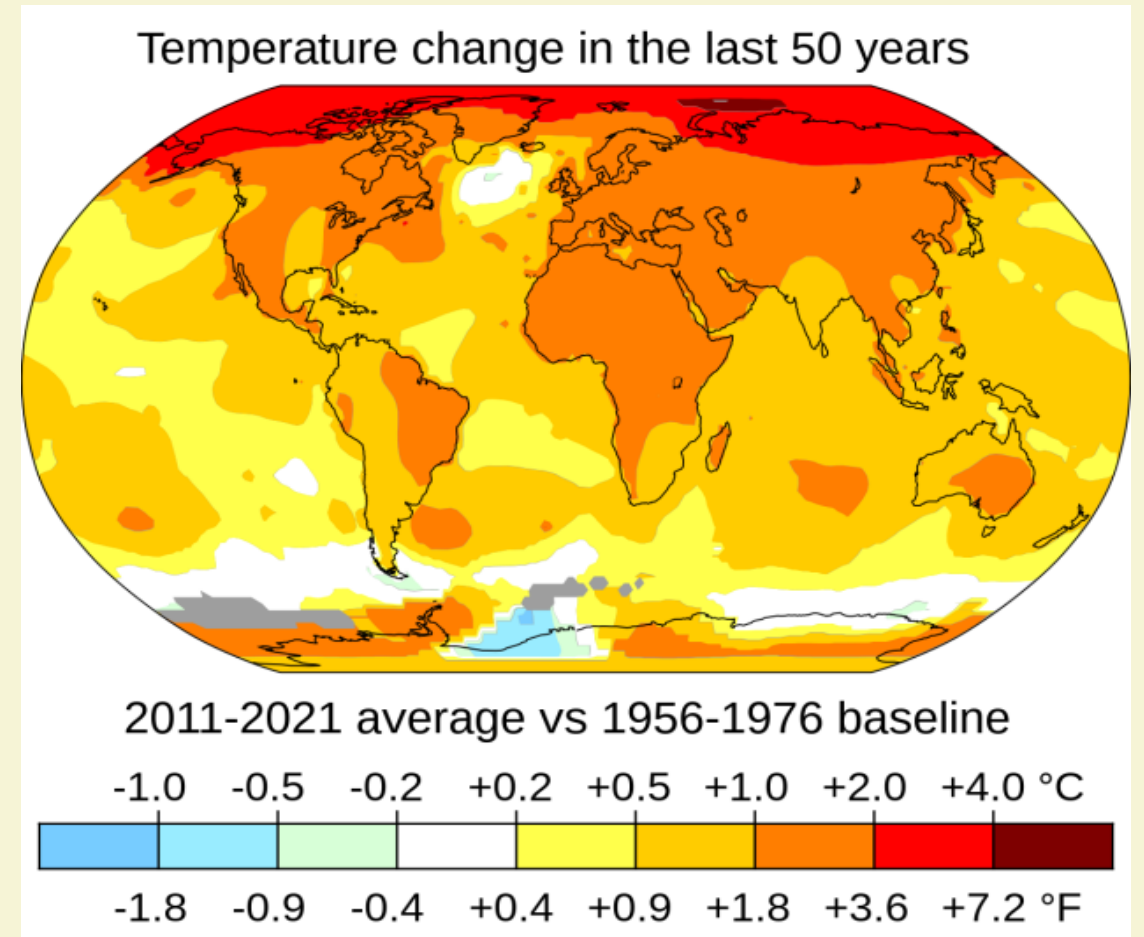 Temperature change in the last 50 years
2011-2021 average vs 1956-1976 baseline
-1.0 -0.5 -0.2 +0.2 +0.5 +1.0 +2.0 +4.0 °C
-1.8 -0.9 -0.4 +0.4 +0.9 +1.8 +3.6 +7.2 °F